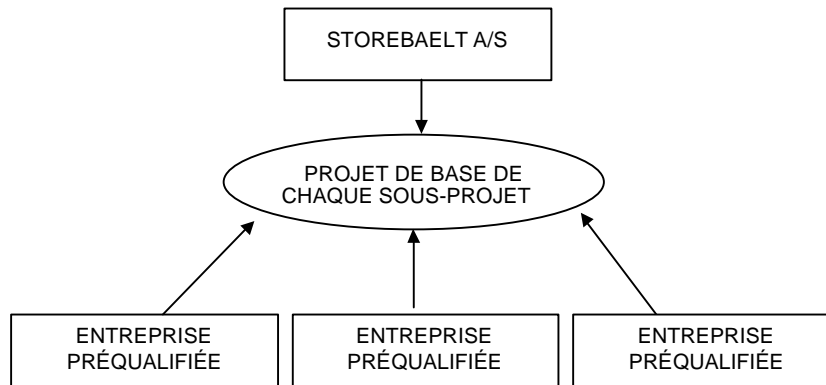 STOREBAELT A/S
PROJET DE BASE DE
CHAQUE SOUS-PROJET
ENTREPRISE
PRÉQUALIFIÉE
ENTREPRISE
PRÉQUALIFIÉE
ENTREPRISE
PRÉQUALIFIÉE